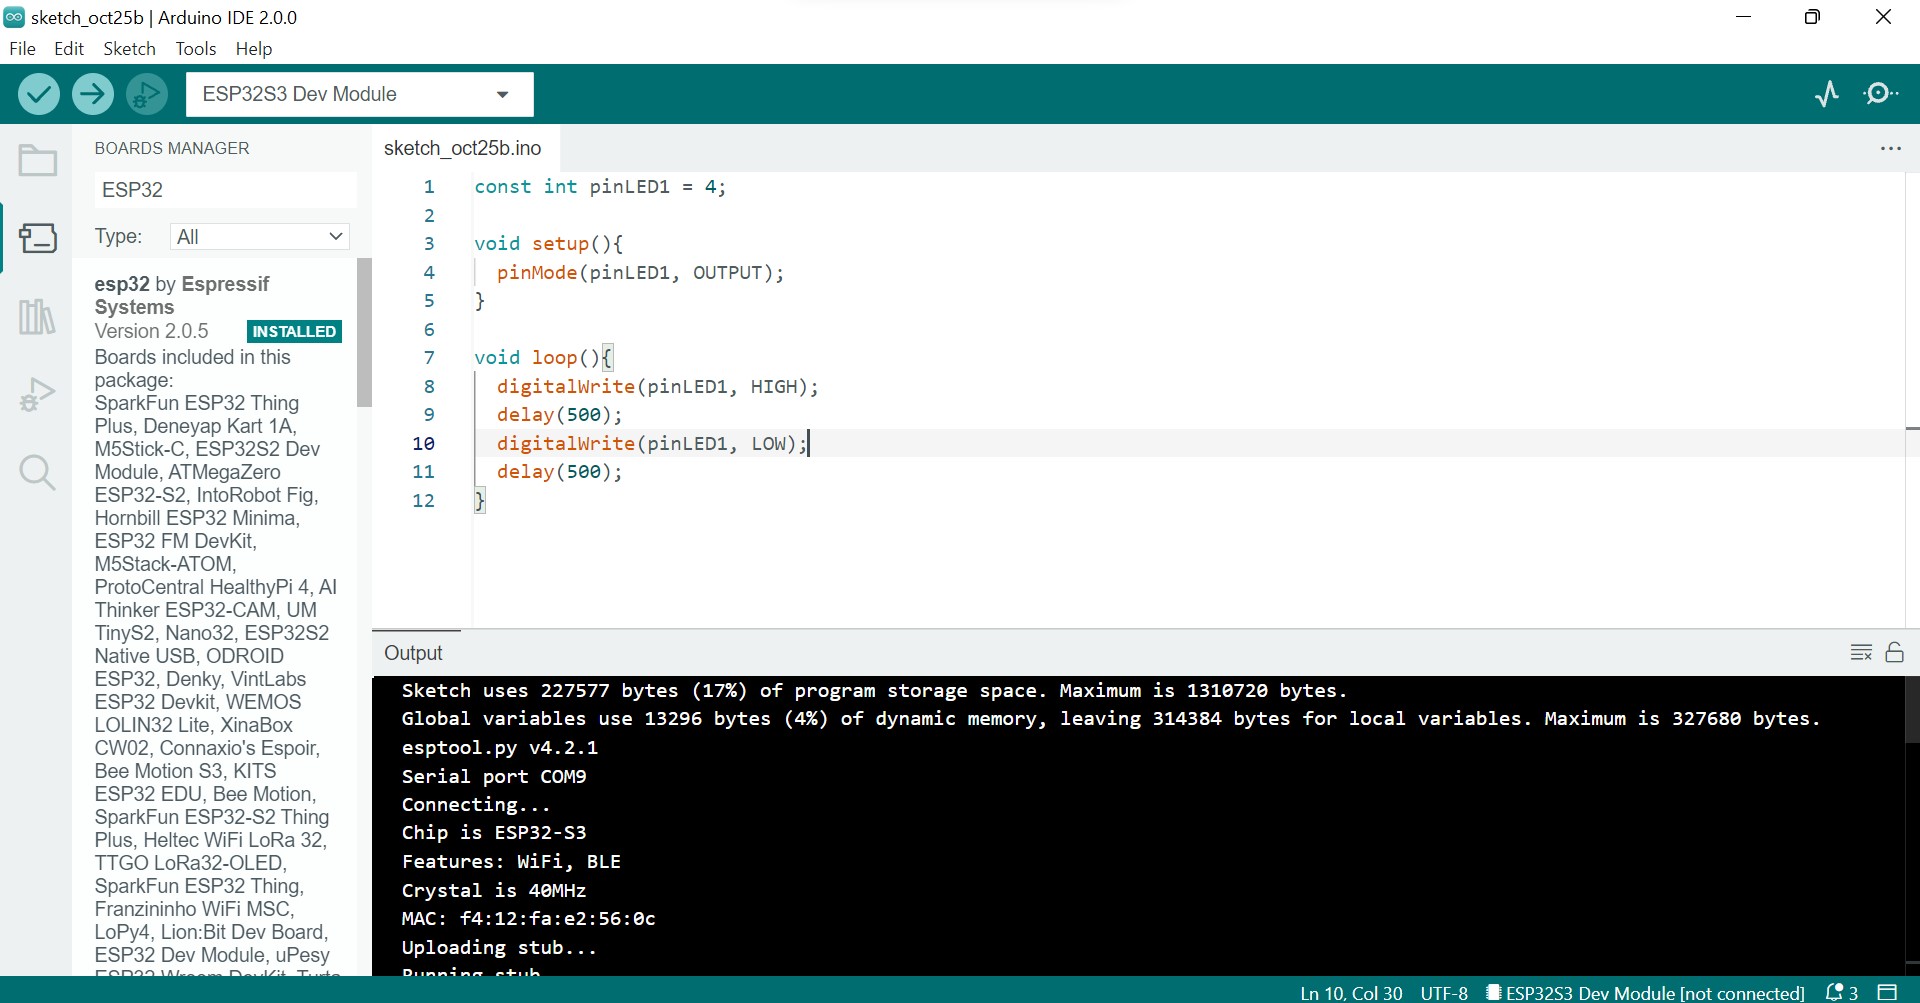 sketch_oct25b | Arduino IDE 2.0.0
File Edit Sketch Tools Help
ESP32S3 Dev Module
BOARDS MANAGER
ESP32
Type: All
esp32 by Espressif
Systems
Version 2.0.5 INSTALLED
Boards included in this
package:
SparkFun ESP32 Thing
Plus, Deneyap Kart 1A,
M5Stick-C, ESP32S2 Dev
Module, ATMegaZero
ESP32-S2, IntoRobot Fig,
Hornbill ESP32 Minima,
ESP32 FM DevKit,
M5Stack-ATOM,
ProtoCentral HealthyPi 4, AI
Thinker ESP32-CAM, UM
TinyS2, Nano32, ESP32S2
Native USB, ODROID
ESP32, Denky, VintLabs
ESP32 Devkit, WEMOS
LOLIN32 Lite, XinaBox
CW02, Connaxio's Espoir,
Bee Motion S3, KITS
ESP32 EDU, Bee Motion,
SparkFun ESP32-S2 Thing
Plus, Heltec WiFi LoRa 32,
TTGO LoRa32-OLED,
SparkFun ESP32 Thing,
Franzininho WiFi MSC,
LoPy4, Lion:Bit Dev Board,
ESP32 Dev Module, uPesy
ESP32 Wroom DevKit, Turta
sketch_oct25b.ino
1 const int pinLED1 = 4;
2
3 void setup(){
4 pinMode(pinLED1, OUTPUT);
5 }
6
7 void loop(){
8 digitalWrite(pinLED1, HIGH);
9 delay(500);
10 digitalWrite(pinLED1, LOW);
11 delay(500);
12 }
Output
Sketch uses 227577 bytes (17%) of program storage space. Maximum is 1310720 bytes.
Global variables use 13296 bytes (4%) of dynamic memory, leaving 314384 bytes for local variables. Maximum is 327680 bytes.
esptool.py v4.2.1
Serial port COM9
Connecting...
Chip is ESP32-S3
Features: WiFi, BLE
Crystal is 40MHz
MAC: f4:12:fa:e2:56:0c
Uploading stub...
Running stub
Ln 10, Col 30 UTF-8 ESP32S3 Dev Module [not connected] 3